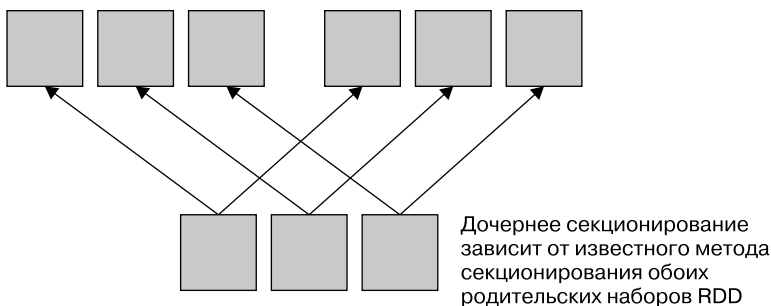 Дочернее секционирование
зависит от известного метода
секционирования обоих
родительских наборов RDD